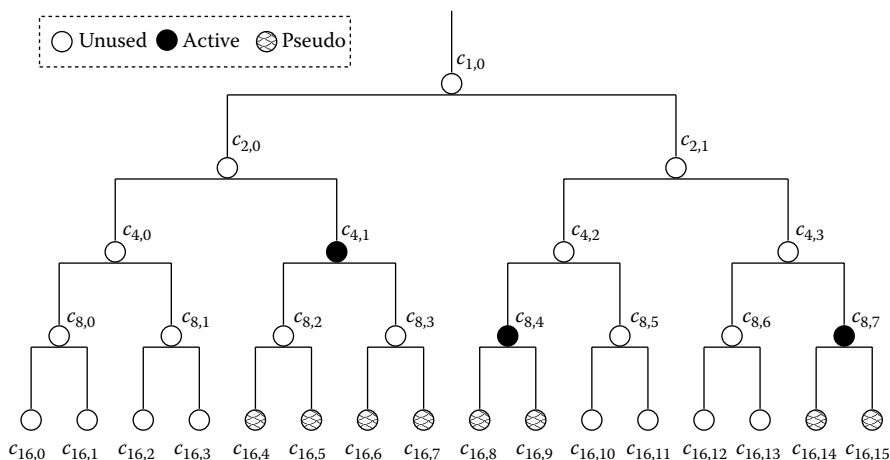 Unused Active Pseudo
c1,0
c2,0 c2,1
c4,0 c4,1 c4,2 c4,3
c8,0 c8,1 c8,2 c8,3 c8,4 c8,5 c8,6 c8,7
c16,0 c16,1 c16,2 c16,3 c16,4 c16,5 c16,6 c16,7 c16,8 c16,9 c16,10 c16,11 c16,12 c16,13 c16,14 c16,15